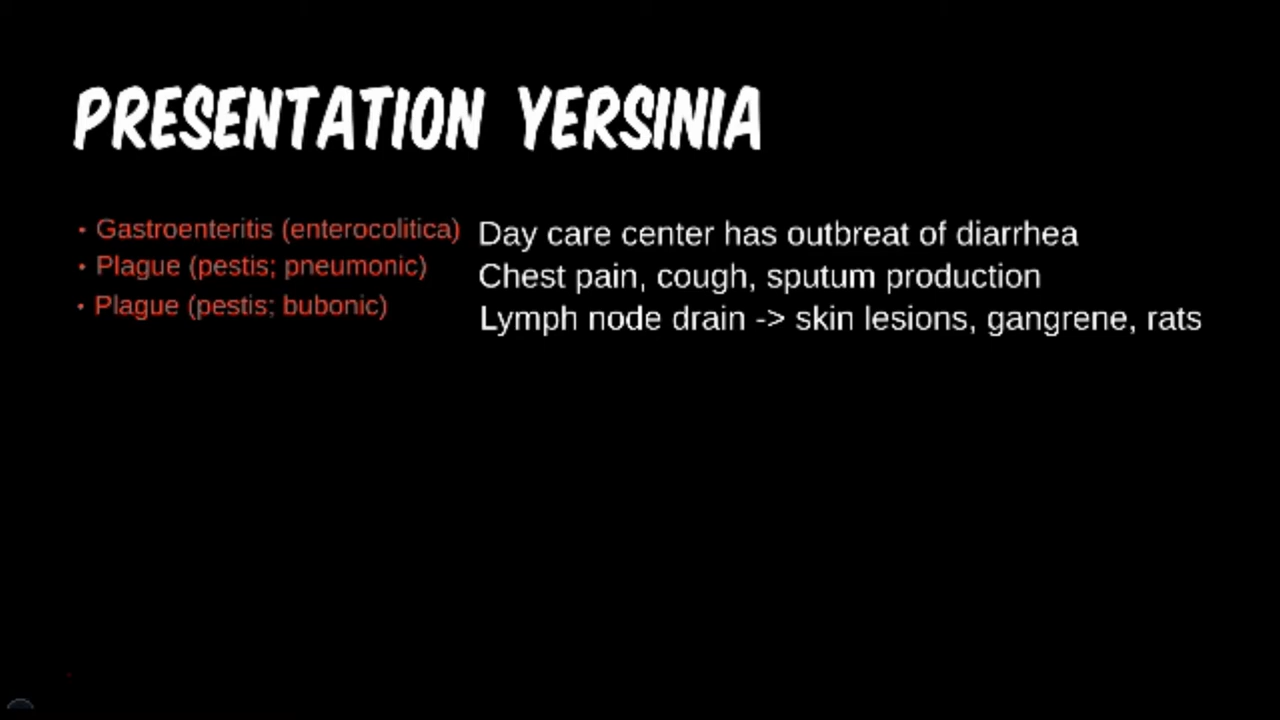 PRESENTATION YERSINIA
• Gastroenteritis (enterocolitica) Day care center has outbreak of diarrhea
• Plague (pestis; pneumonic) Chest pain, cough, sputum production
• Plague (pestis; bubonic) Lymph node drain -> skin lesions, gangrene, rats